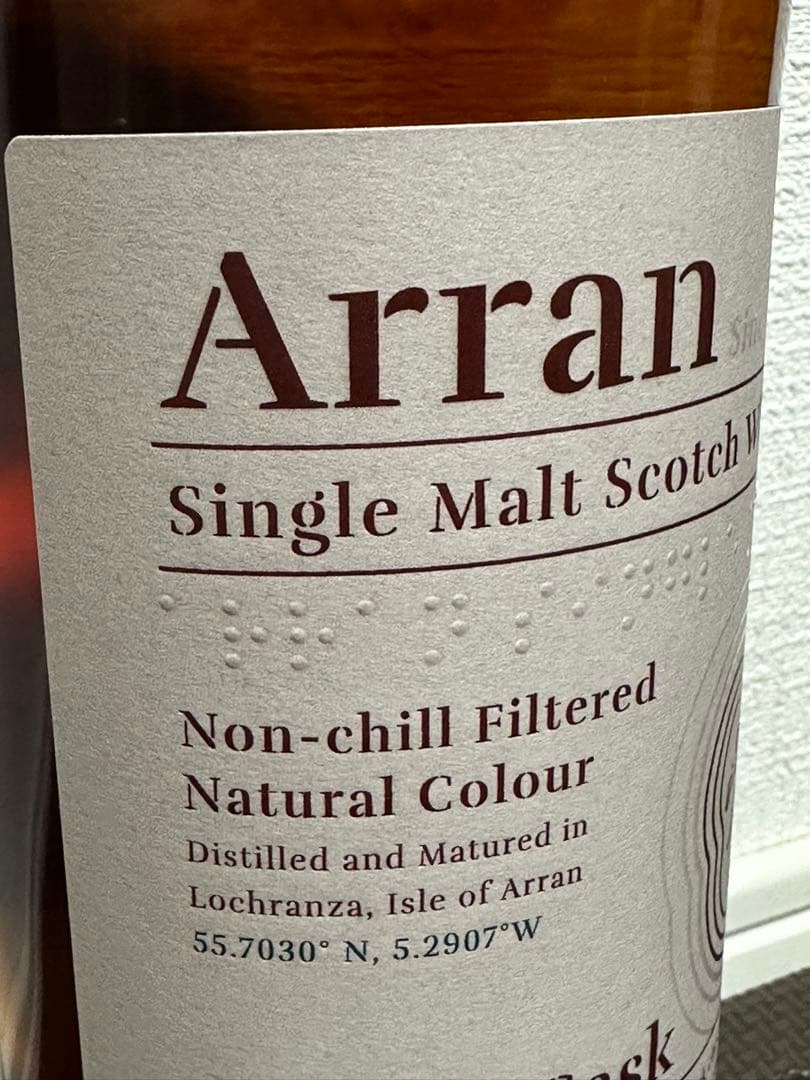 Arran
Single Malt Scotch
Non-chill Filtered
Natural Colour
Distilled and Matured in
Lochranza, Isle of Arran
55.7030° N, 5.2907°W